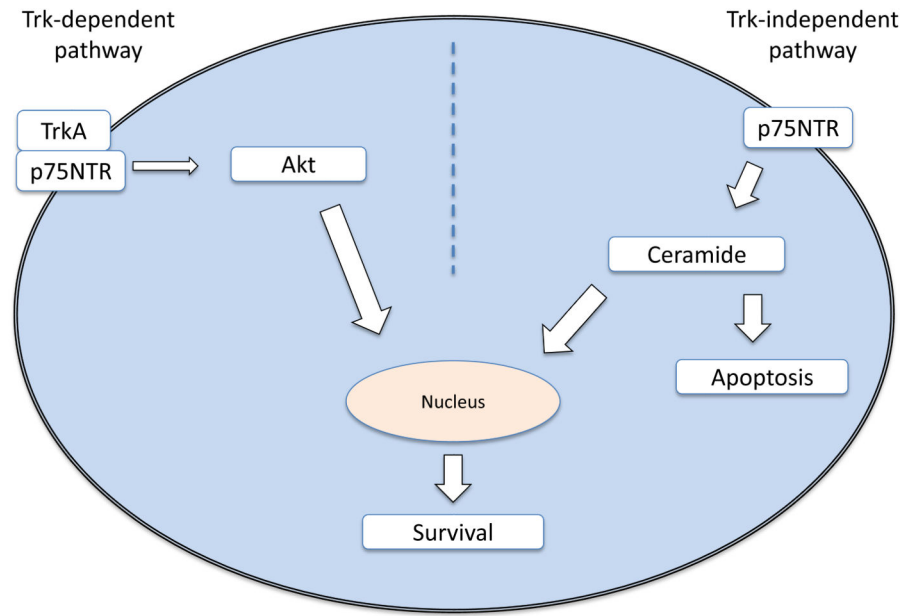 Trk-dependent
pathway
Trk-independent
pathway
TrkA
p75NTR
Akt
p75NTR
Ceramide
Apoptosis
Nucleus
Survival